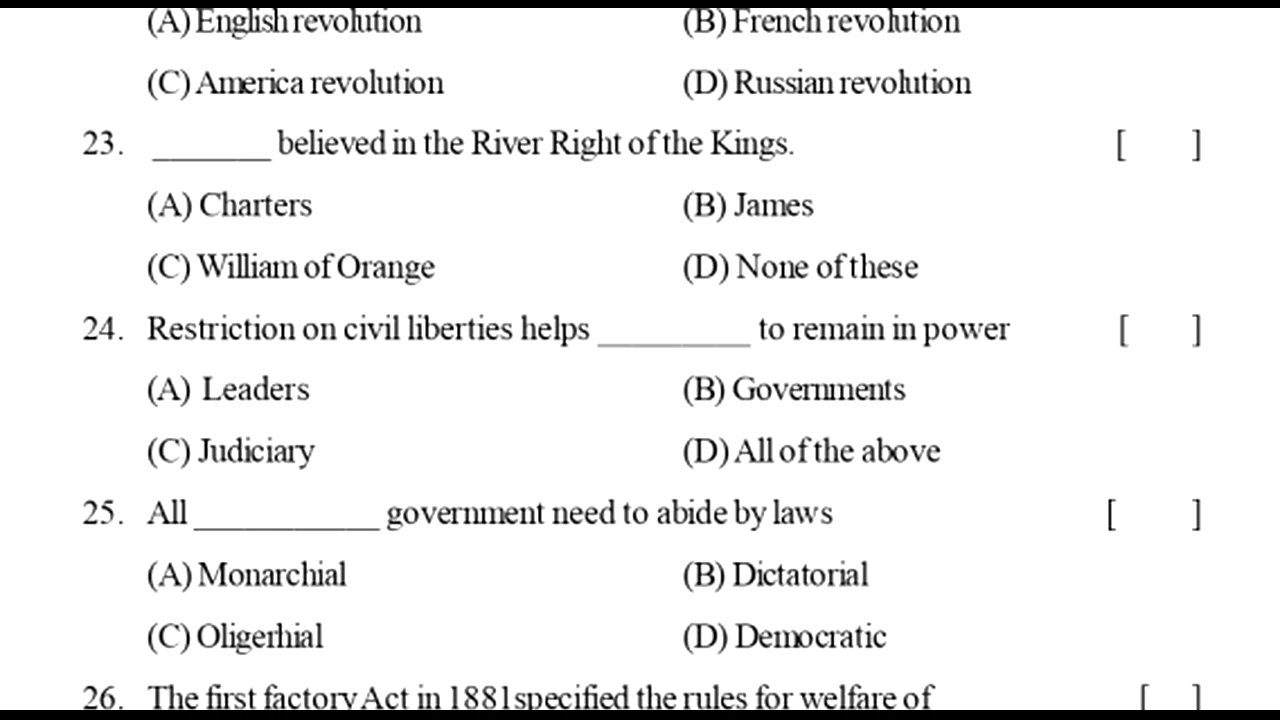 (A) English revolution (B) French revolution
(C) America revolution (D) Russian revolution
23. _______ believed in the River Right of the Kings. [ ]
(A) Charters (B) James
(C) William of Orange (D) None of these
24. Restriction on civil liberties helps _________ to remain in power [ ]
(A) Leaders (B) Governments
(C) Judiciary (D) All of the above
25. All ___________ government need to abide by laws [ ]
(A) Monarchial (B) Dictatorial
(C) Oligerhial (D) Democratic
26. The first factory Act in 1881specified the rules for welfare of [ ]